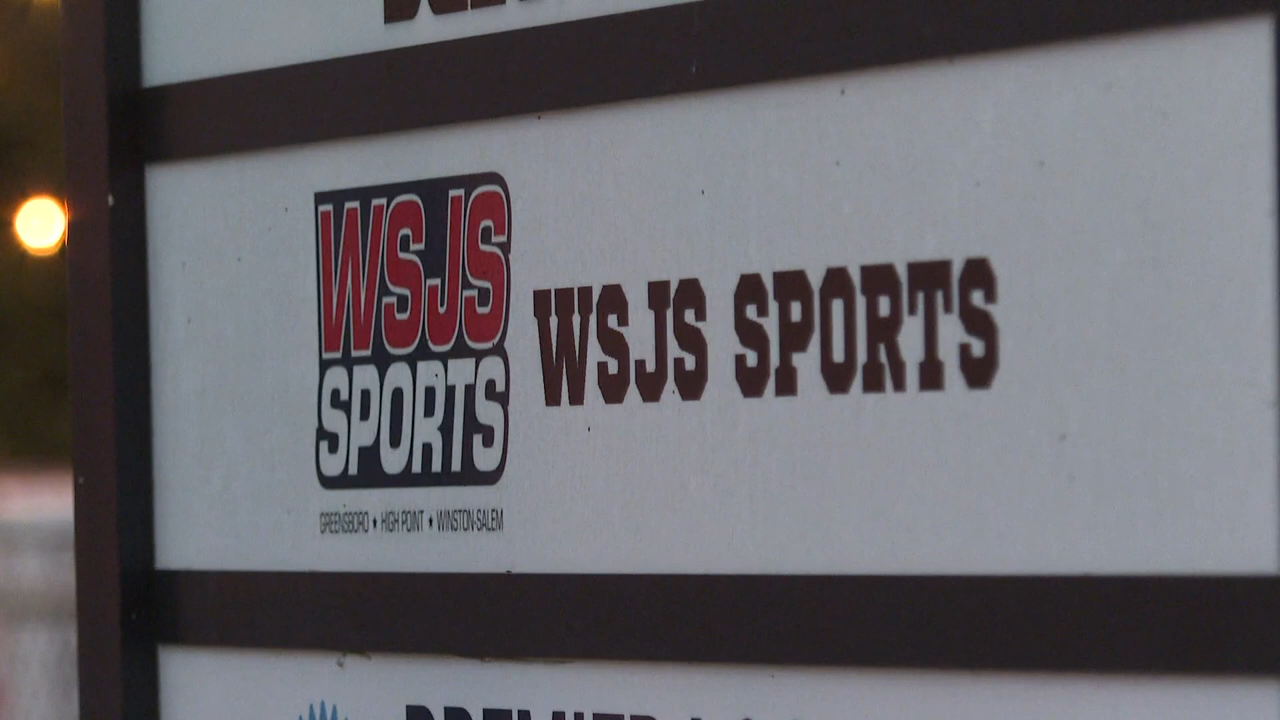 WSJS
SPORTS
WSJS SPORTS
GREENSBORO ★ HIGH POINT ★ WINSTON-SALEM